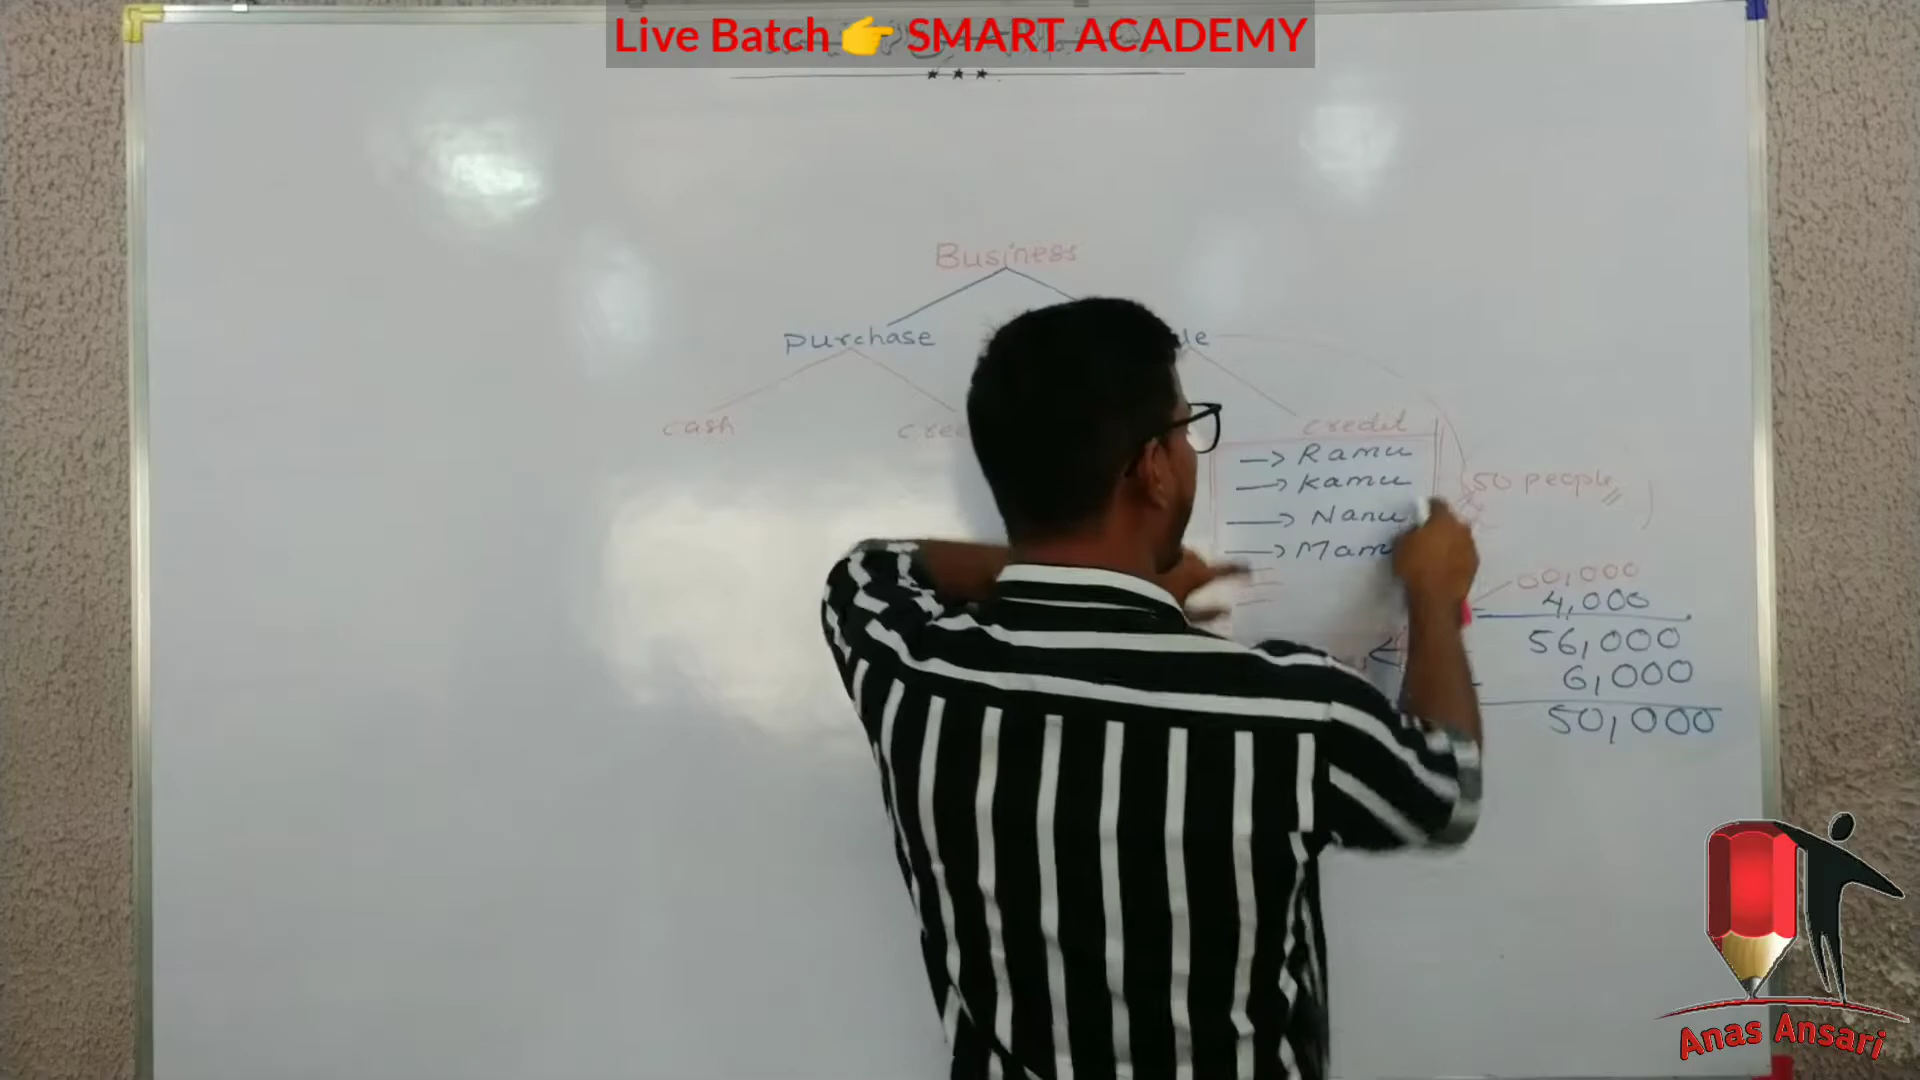 Live Batch 👉 SMART ACADEMY
Business
Purchase
cash
credit
→ Ramu
→ Kamu
→ Nanu
50 people
4,000
56,000
6,000
50,000
Anas Ansari